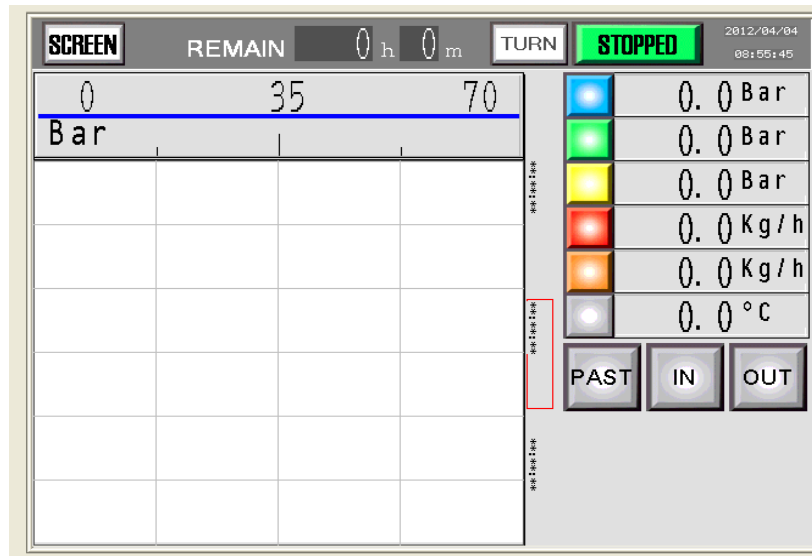 SCREEN REMAIN 0 h 0 m TURN STOPPED 2012/04/04 08:55:45
0 35 70
Bar
0.0 Bar
0.0 Bar
0.0 Bar
0.0 Kg/h
0.0 Kg/h
0.0 °C
**:**:**
**:**:**
**:**:**
PAST IN OUT